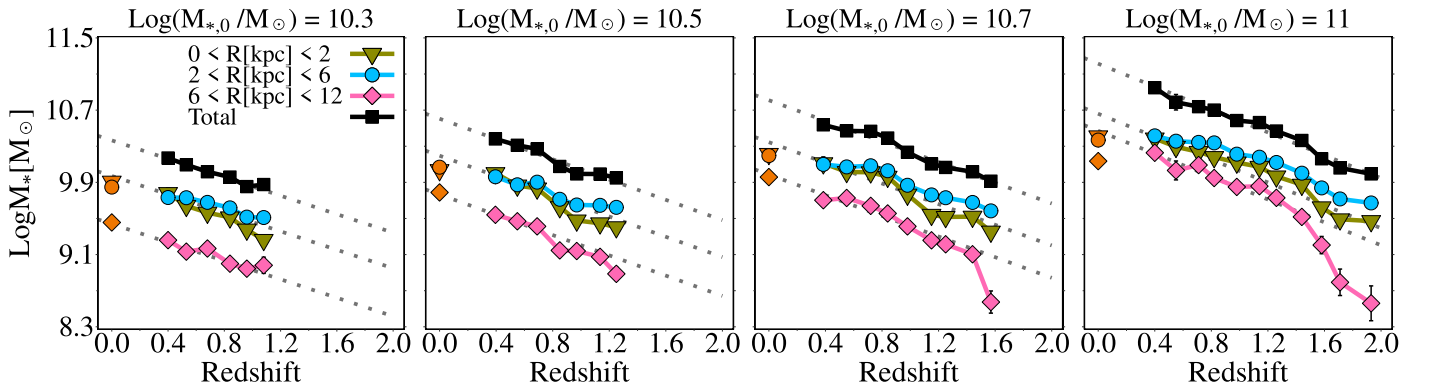 Log(M*,0 /M⊙) = 10.3
Log(M*,0 /M⊙) = 10.5
Log(M*,0 /M⊙) = 10.7
Log(M*,0 /M⊙) = 11
0 < R[kpc] < 2
2 < R[kpc] < 6
6 < R[kpc] < 12
Total
LogM*[M⊙]
11.5
10.7
9.9
9.1
8.3
0.0 0.4 0.8 1.2 1.6 2.0
0.0 0.4 0.8 1.2 1.6 2.0
0.0 0.4 0.8 1.2 1.6 2.0
0.0 0.4 0.8 1.2 1.6 2.0
Redshift
Redshift
Redshift
Redshift